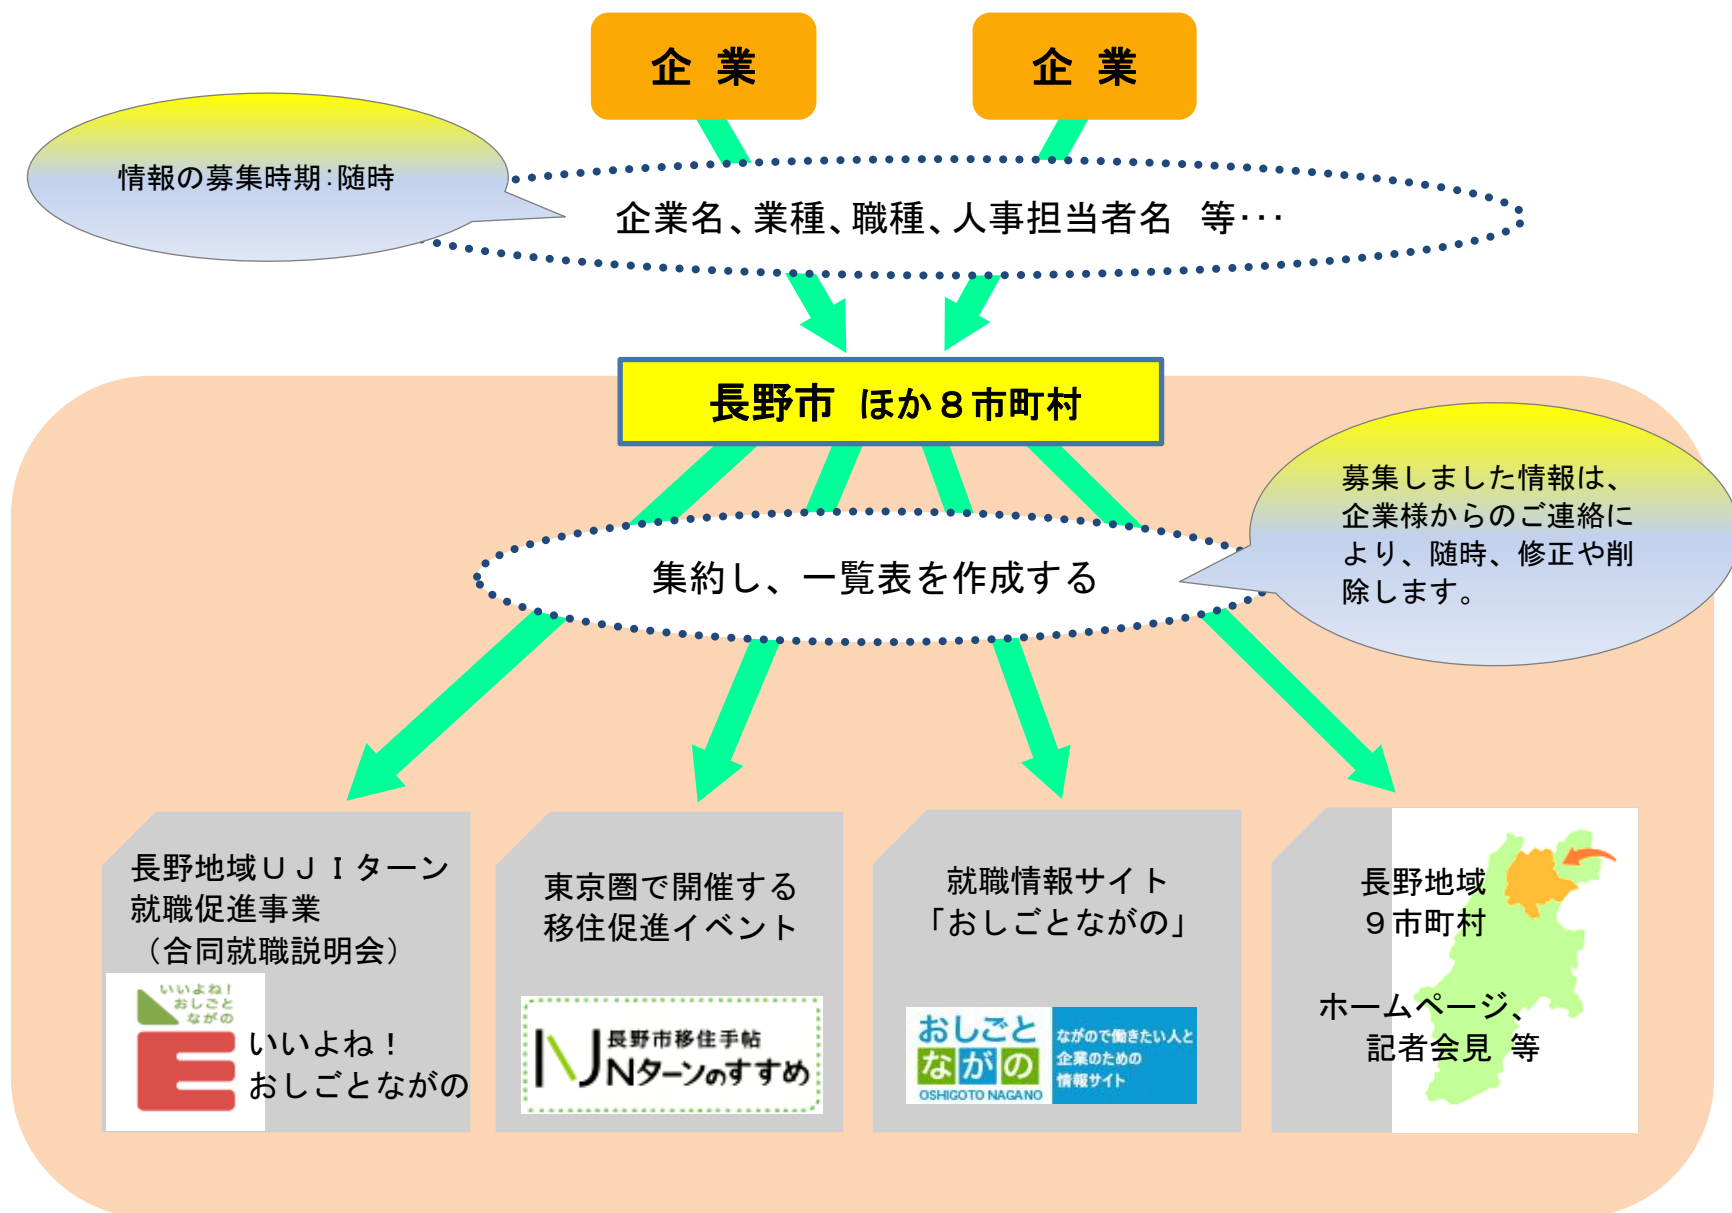 企業
企業
情報の募集時期:随時
企業名、業種、職種、人事担当者名　等･･･
長野市 ほか８市町村
募集しました情報は、
企業様からのご連絡に
より、随時、修正や削
除します。
集約し、一覧表を作成する
長野地域ＵＪＩターン
就職促進事業
（合同就職説明会）
いいよね！
おしごと
ながの
いいよね！
おしごとながの
東京圏で開催する
移住促進イベント
長野市移住手帖
Nターンのすすめ
就職情報サイト
「おしごとながの」
おしごと
ながの
OSHIGOTO NAGANO
ながので働きたい人と
企業のための
情報サイト
長野地域
９市町村
ホームページ、
記者会見 等